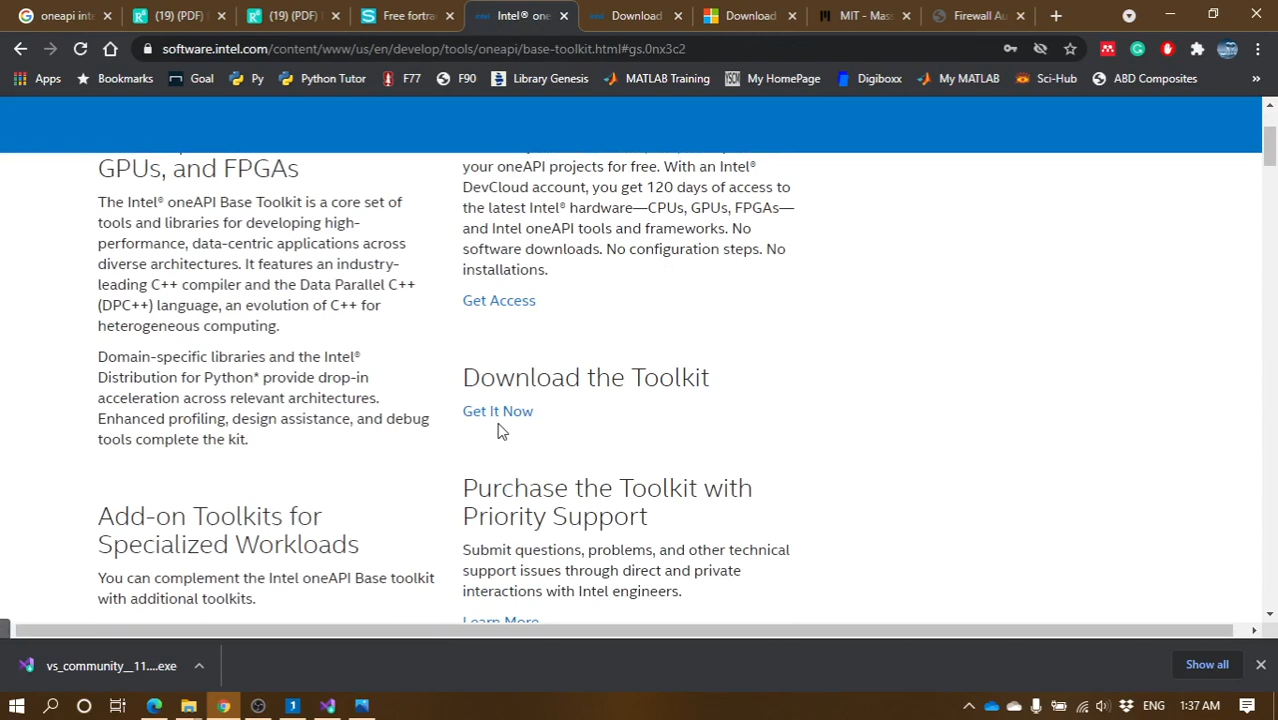 oneapi inte
(19) (PDF)
(19) (PDF)
Free fortra
Intel® one
Download
Download
MIT - Mas
Firewall Au
software.intel.com/content/www/us/en/develop/tools/oneapi/base-toolkit.html#gs.0nx3c2
Apps
Bookmarks
Goal
Py
Python Tutor
F77
F90
Library Genesis
MATLAB Training
My HomePage
Digiboxx
My MATLAB
Sci-Hub
ABD Composites
»
GPUs, and FPGAs
The Intel® oneAPI Base Toolkit is a core set of
tools and libraries for developing high-
performance, data-centric applications across
diverse architectures. It features an industry-
leading C++ compiler and the Data Parallel C++
(DPC++) language, an evolution of C++ for
heterogeneous computing.
Domain-specific libraries and the Intel®
Distribution for Python* provide drop-in
acceleration across relevant architectures.
Enhanced profiling, design assistance, and debug
tools complete the kit.
Add-on Toolkits for
Specialized Workloads
You can complement the Intel oneAPI Base toolkit
with additional toolkits.
your oneAPI projects for free. With an Intel®
DevCloud account, you get 120 days of access to
the latest Intel® hardware—CPUs, GPUs, FPGAs—
and Intel oneAPI tools and frameworks. No
software downloads. No configuration steps. No
installations.
Get Access
Download the Toolkit
Get It Now
Purchase the Toolkit with
Priority Support
Submit questions, problems, and other technical
support issues through direct and private
interactions with Intel engineers.
Learn More
vs_community__11....exe
Show all
ENG
1:37 AM